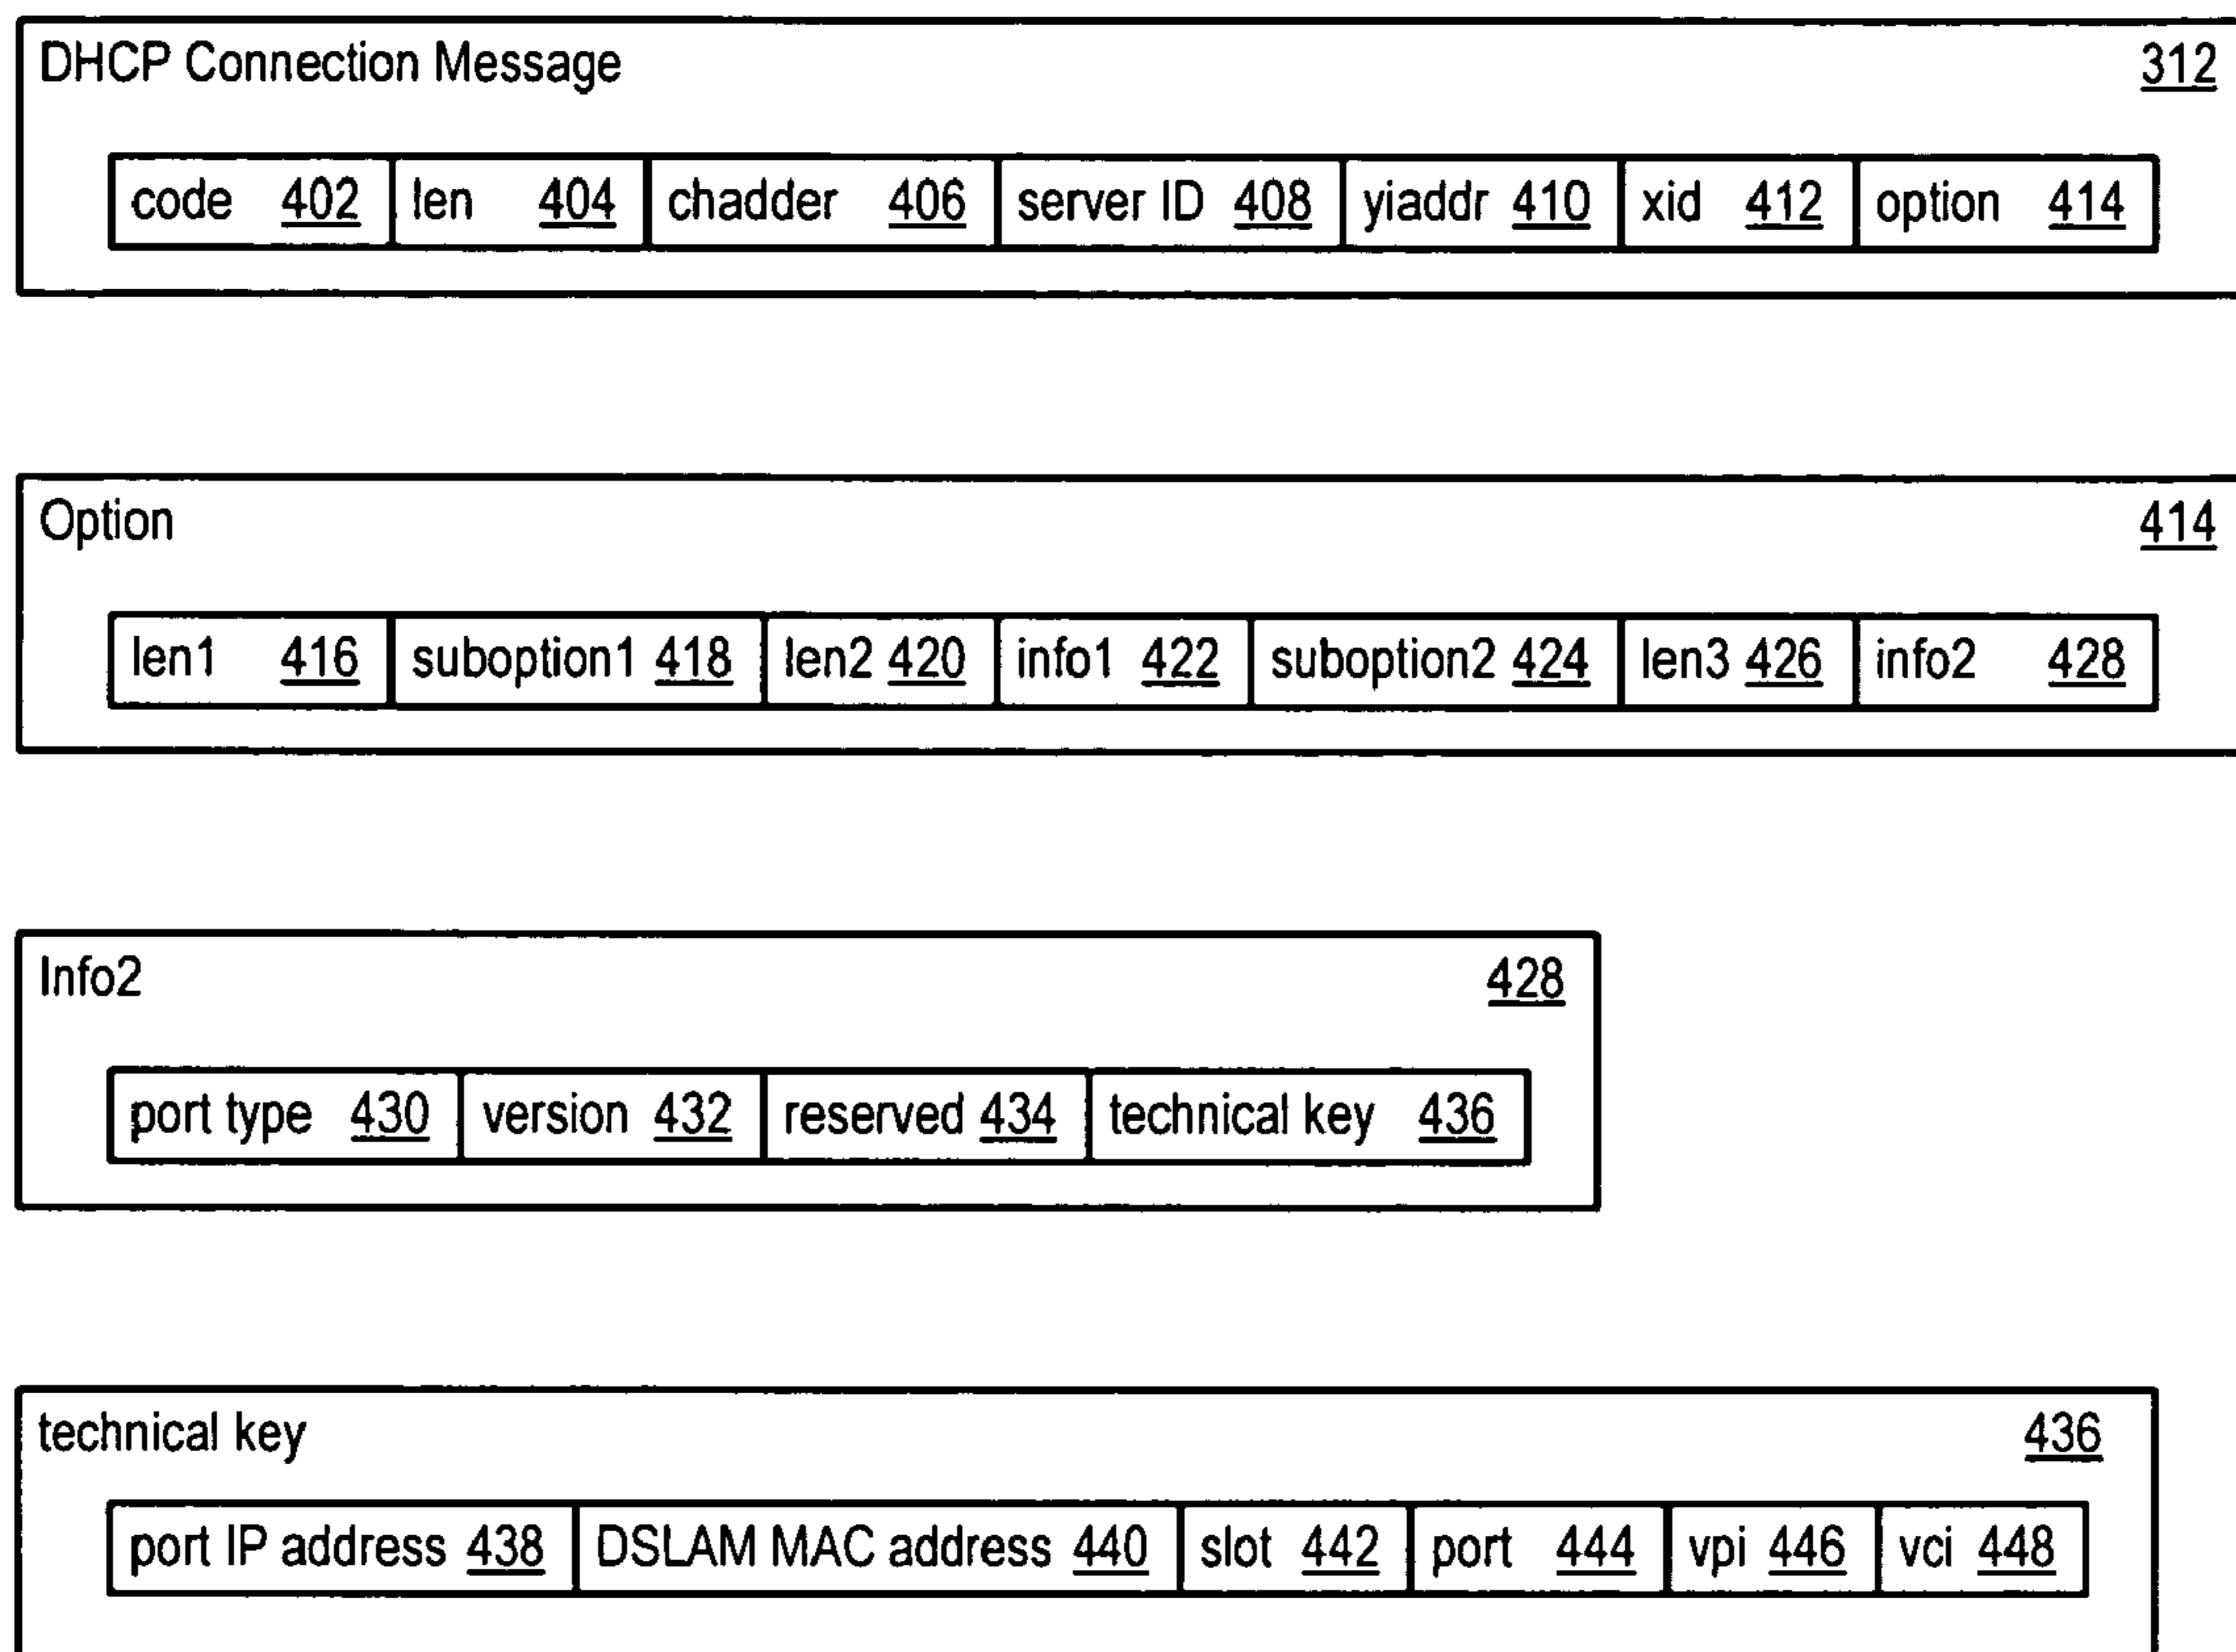 DHCP Connection Message 312
code 402 len 404 chadder 406 server ID 408 yiaddr 410 xid 412 option 414
Option 414
len1 416 suboption1 418 len2 420 info1 422 suboption2 424 len3 426 info2 428
Info2 428
port type 430 version 432 reserved 434 technical key 436
technical key 436
port IP address 438 DSLAM MAC address 440 slot 442 port 444 vpi 446 vci 448